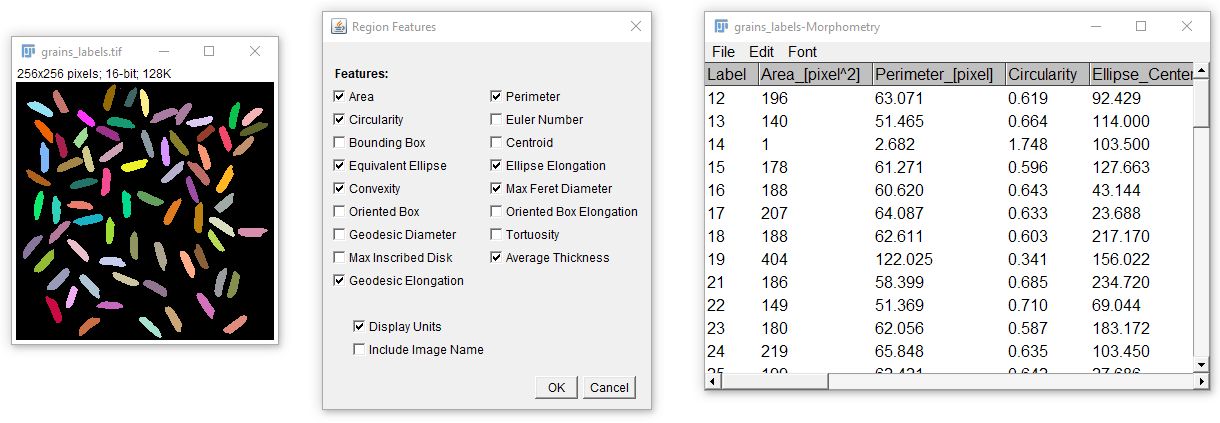 grains_labels.tif
256x256 pixels; 16-bit; 128K
Region Features
Features:
Area Perimeter
Circularity Euler Number
Bounding Box Centroid
Equivalent Ellipse Ellipse Elongation
Convexity Max Feret Diameter
Oriented Box Oriented Box Elongation
Geodesic Diameter Tortuosity
Max Inscribed Disk Average Thickness
Geodesic Elongation
Display Units
Include Image Name
OK Cancel
grains_labels-Morphometry
File Edit Font
Label Area_[pixel^2] Perimeter_[pixel] Circularity Ellipse_Center
12 196 63.071 0.619 92.429
13 140 51.465 0.664 114.000
14 1 2.682 1.748 103.500
15 178 61.271 0.596 127.663
16 188 60.620 0.643 43.144
17 207 64.087 0.633 23.688
18 188 62.611 0.603 217.170
19 404 122.025 0.341 156.022
21 186 58.399 0.685 234.720
22 149 51.369 0.710 69.044
23 180 62.056 0.587 183.172
24 219 65.848 0.635 103.450